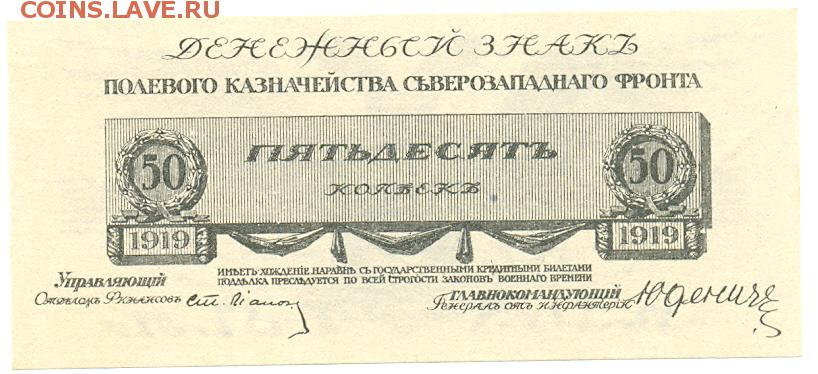 COINS.LAVE.RU
ДЕНЕЖНЫЙ ЗНАКЪ
ПОЛЕВОГО КАЗНАЧЕЙСТВА СѢВЕРОЗАПАДНАГО ФРОНТА
50 ПЯТЬДЕСЯТЪ 50
КОПѢЕКЪ
1919 1919
ИМѢЕТЪ ХОЖДЕНІЕ НАРАВНѢ СЪ ГОСУДАРСТВЕННЫМИ КРЕДИТНЫМИ БИЛЕТАМИ
ПОДДѢЛКА ПРЕСЛѢДУЕТСЯ ПО ВСЕЙ СТРОГОСТИ ЗАКОНОВЪ ВОЕННАГО ВРЕМЕНИ
УПРАВЛЯЮЩІЙ
Отдѣломъ Финансовъ
ГЛАВНОКОМАНДУЮЩІЙ
Генералъ отъ инфантеріи
Юденичъ